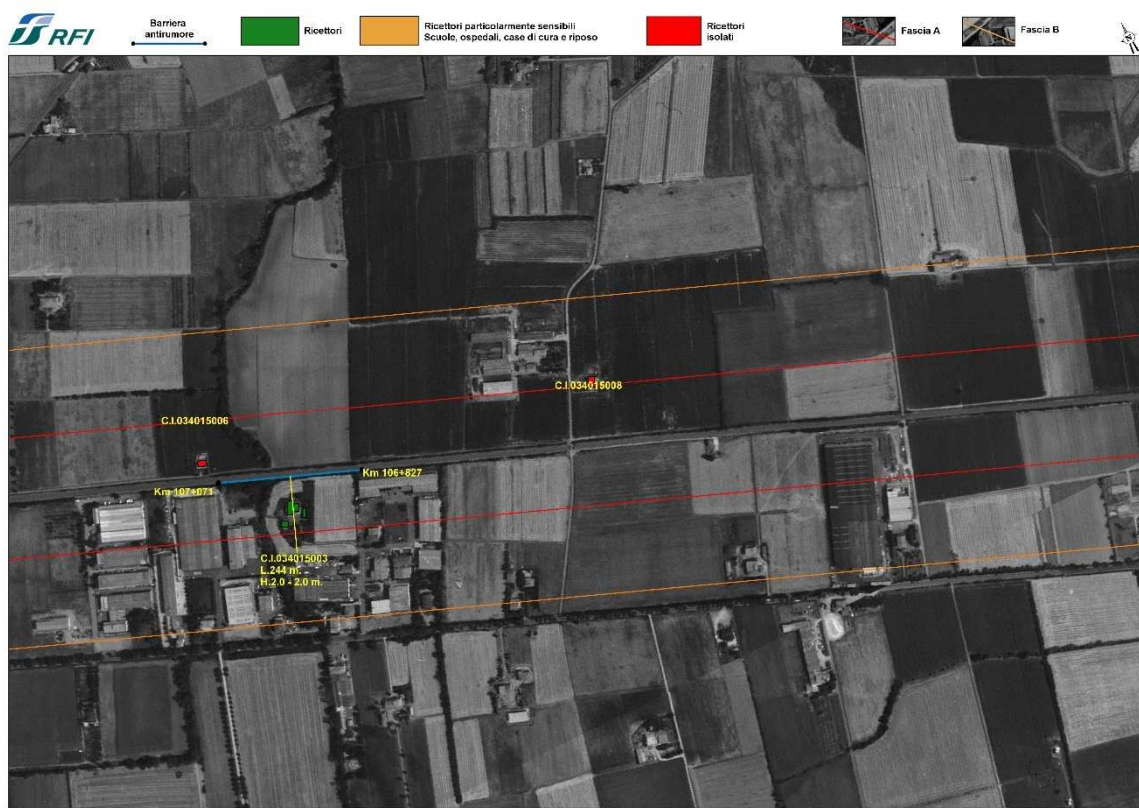 RFI
Barriera
antirumore
Ricettori
Ricettori particolarmente sensibili
Scuole, ospedali, case di cura e riposo
Ricettori
isolati
Fascia A
Fascia B
N
C.I.034015008
C.I.034015006
Km 106+827
Km 107+071
C.I.034015003
L.244 m.
H.2.0 - 2.0 m.